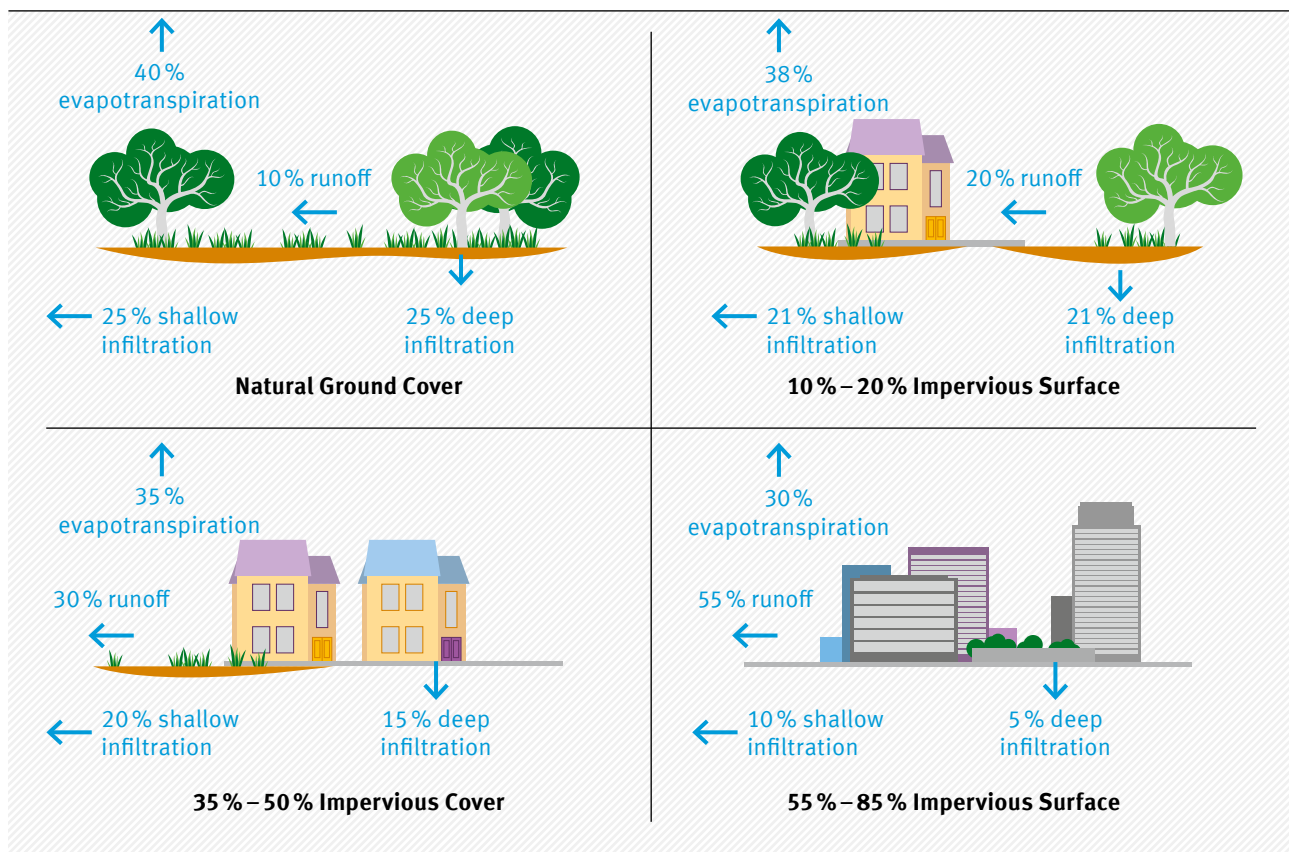 40 %
evapotranspiration
10 % runoff
25 % shallow
infiltration
25 % deep
infiltration
Natural Ground Cover
38 %
evapotranspiration
20 % runoff
21 % shallow
infiltration
21 % deep
infiltration
10 % – 20 % Impervious Surface
35 %
evapotranspiration
30 % runoff
20 % shallow
infiltration
15 % deep
infiltration
35 % – 50 % Impervious Cover
30 %
evapotranspiration
55 % runoff
10 % shallow
infiltration
5 % deep
infiltration
55 % – 85 % Impervious Surface